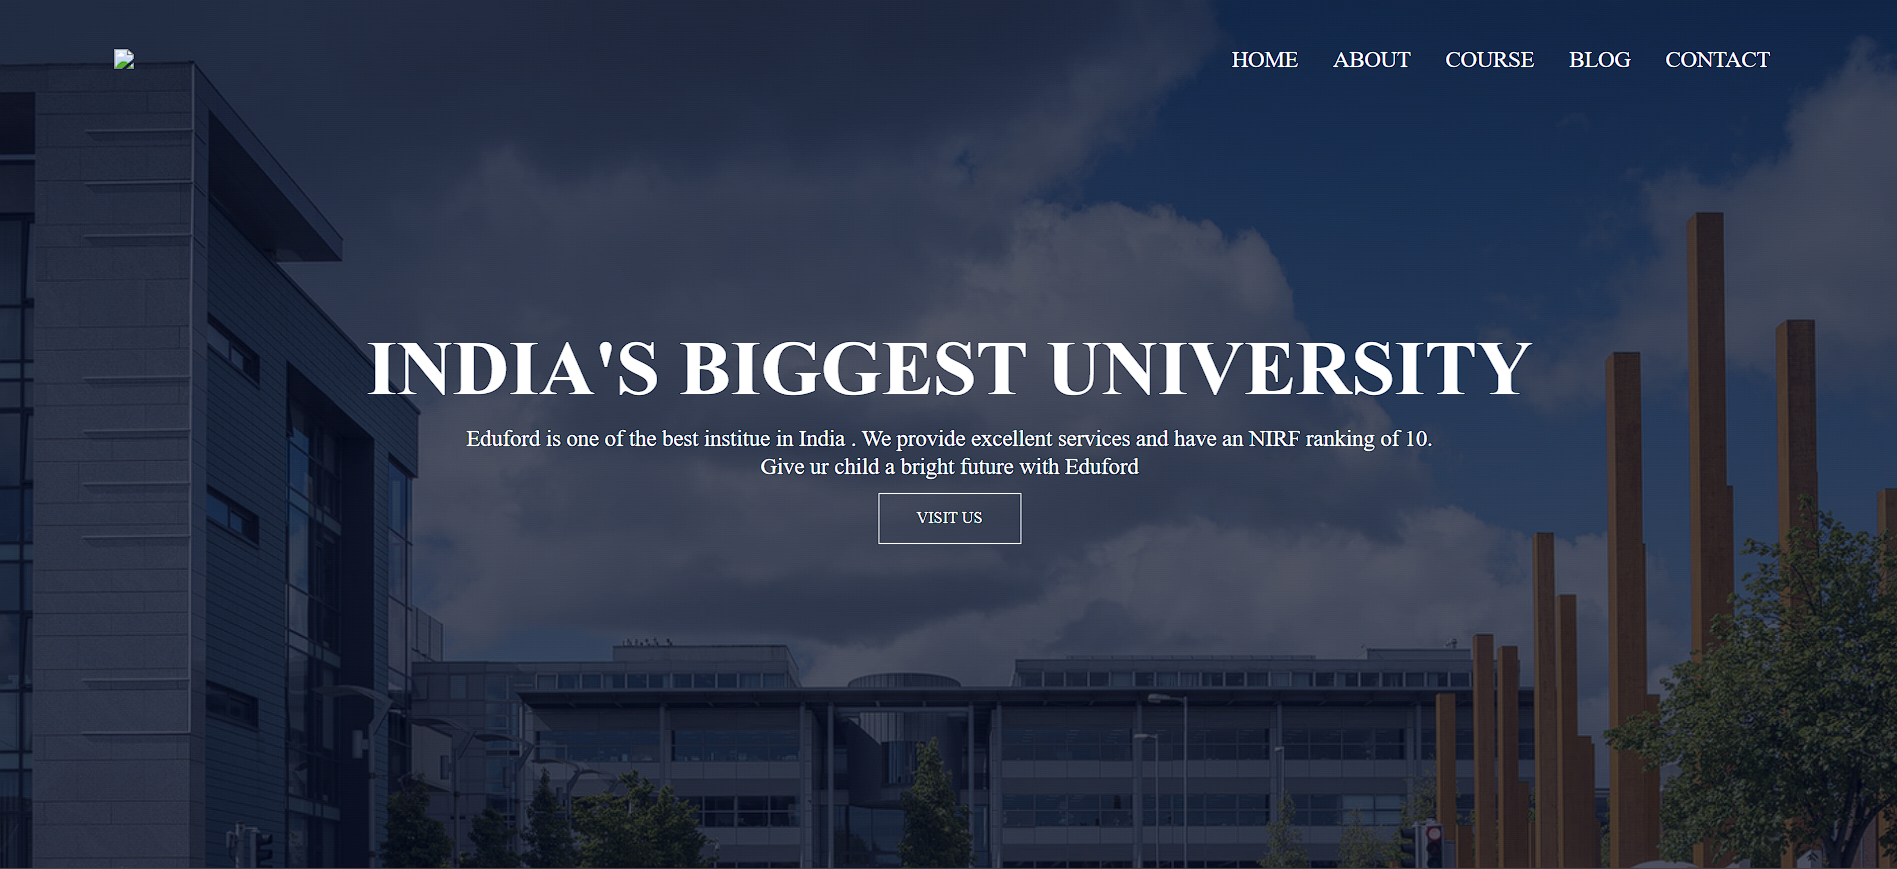 HOME ABOUT COURSE BLOG CONTACT
INDIA'S BIGGEST UNIVERSITY
Eduford is one of the best institue in India . We provide excellent services and have an NIRF ranking of 10.
Give ur child a bright future with Eduford
VISIT US